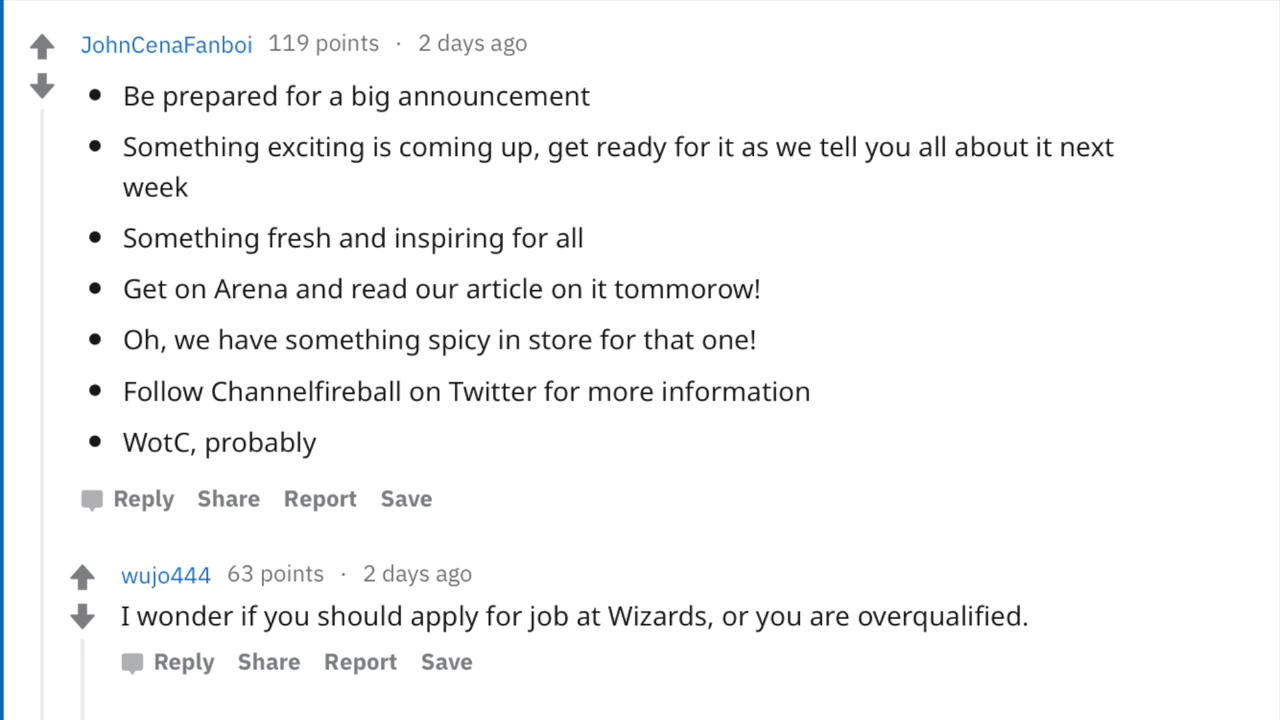 JohnCenaFanboi 119 points · 2 days ago
• Be prepared for a big announcement
• Something exciting is coming up, get ready for it as we tell you all about it next
week
• Something fresh and inspiring for all
• Get on Arena and read our article on it tommorow!
• Oh, we have something spicy in store for that one!
• Follow Channelfireball on Twitter for more information
• WotC, probably
Reply Share Report Save
wujo444 63 points · 2 days ago
I wonder if you should apply for job at Wizards, or you are overqualified.
Reply Share Report Save